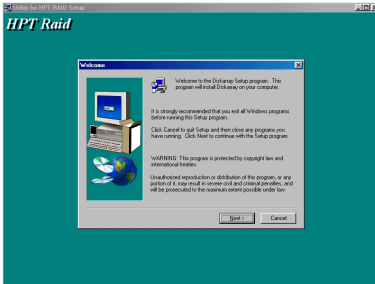 Utility for HPT RAID Setup
HPT Raid
Welcome
Welcome to the Diskarray Setup program. This
program will install Diskarray on your computer.
It is strongly recommended that you exit all Windows programs
before running this Setup program.
Click Cancel to quit Setup and then close any programs you
have running. Click Next to continue with the Setup program.
WARNING: This program is protected by copyright law and
international treaties.
Unauthorized reproduction or distribution of this program, or any
portion of it, may result in severe civil and criminal penalties, and
will be prosecuted to the maximum extent possible under law.
Next >
Cancel